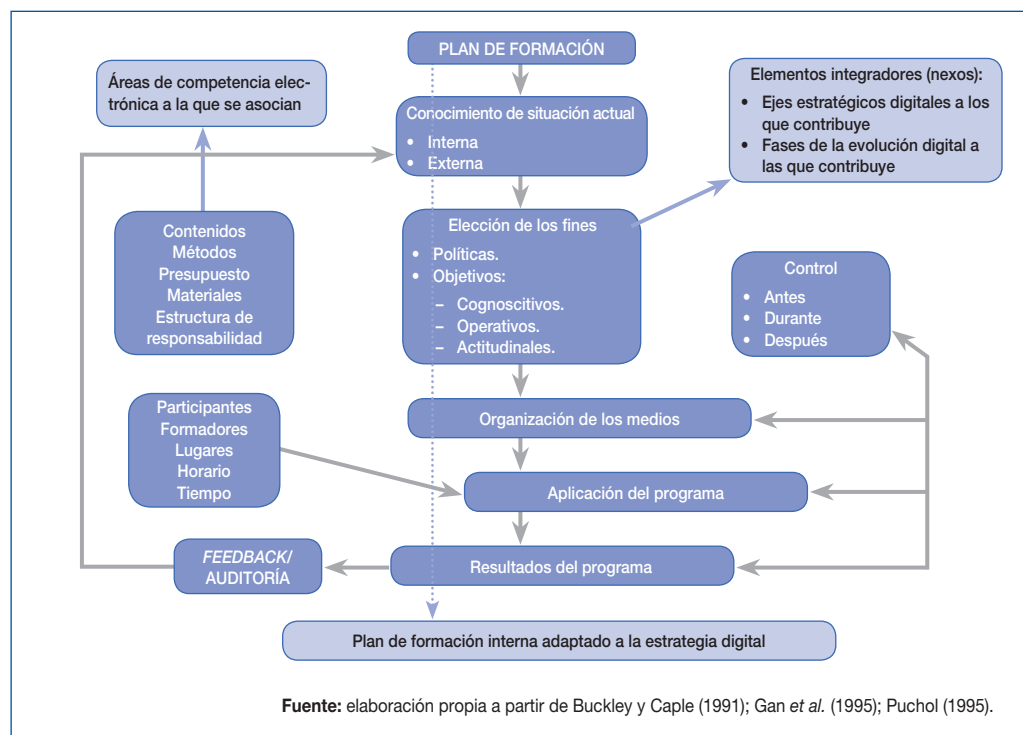 PLAN DE FORMACIÓN
Áreas de competencia elec-
trónica a la que se asocian
Elementos integradores (nexos):
• Ejes estratégicos digitales a los
que contribuye
• Fases de la evolución digital a
las que contribuye
Conocimiento de situación actual
• Interna
• Externa
Contenidos
Métodos
Presupuesto
Materiales
Estructura de
responsabilidad
Elección de los fines
• Políticas.
• Objetivos:
– Cognoscitivos.
– Operativos.
– Actitudinales.
Control
• Antes
• Durante
• Después
Organización de los medios
Participantes
Formadores
Lugares
Horario
Tiempo
Aplicación del programa
FEEDBACK/
AUDITORÍA
Resultados del programa
Plan de formación interna adaptado a la estrategia digital
Fuente: elaboración propia a partir de Buckley y Caple (1991); Gan et al. (1995); Puchol (1995).